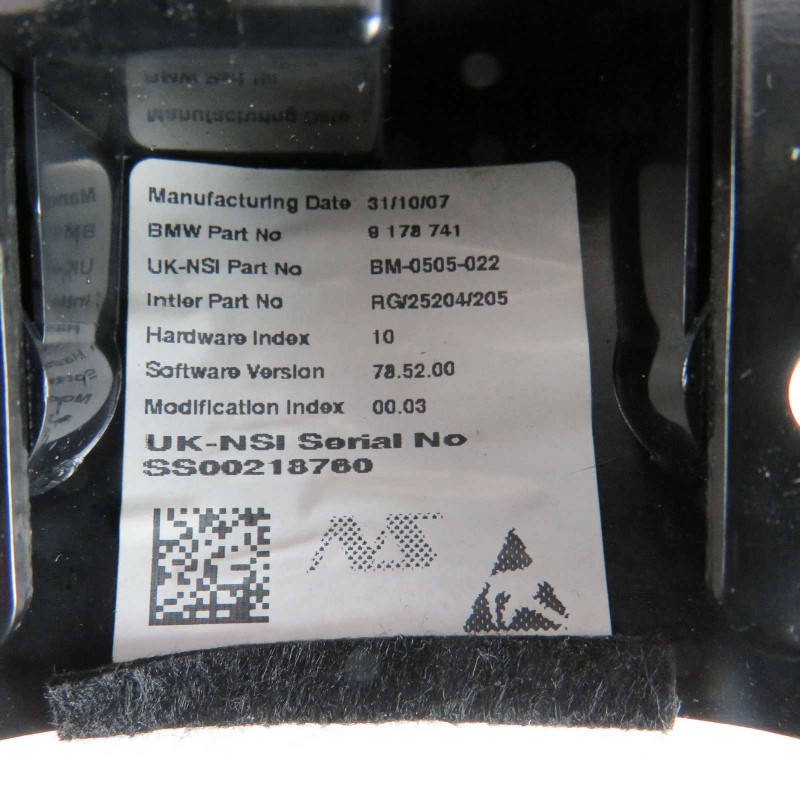 Manufacturing Date 31/10/07
BMW Part No 9 178 741
UK-NSI Part No BM-0505-022
Intier Part No RG/25204/205
Hardware Index 10
Software Version 78.52.00
Modification Index 00.03
UK-NSI Serial No
SS00218760